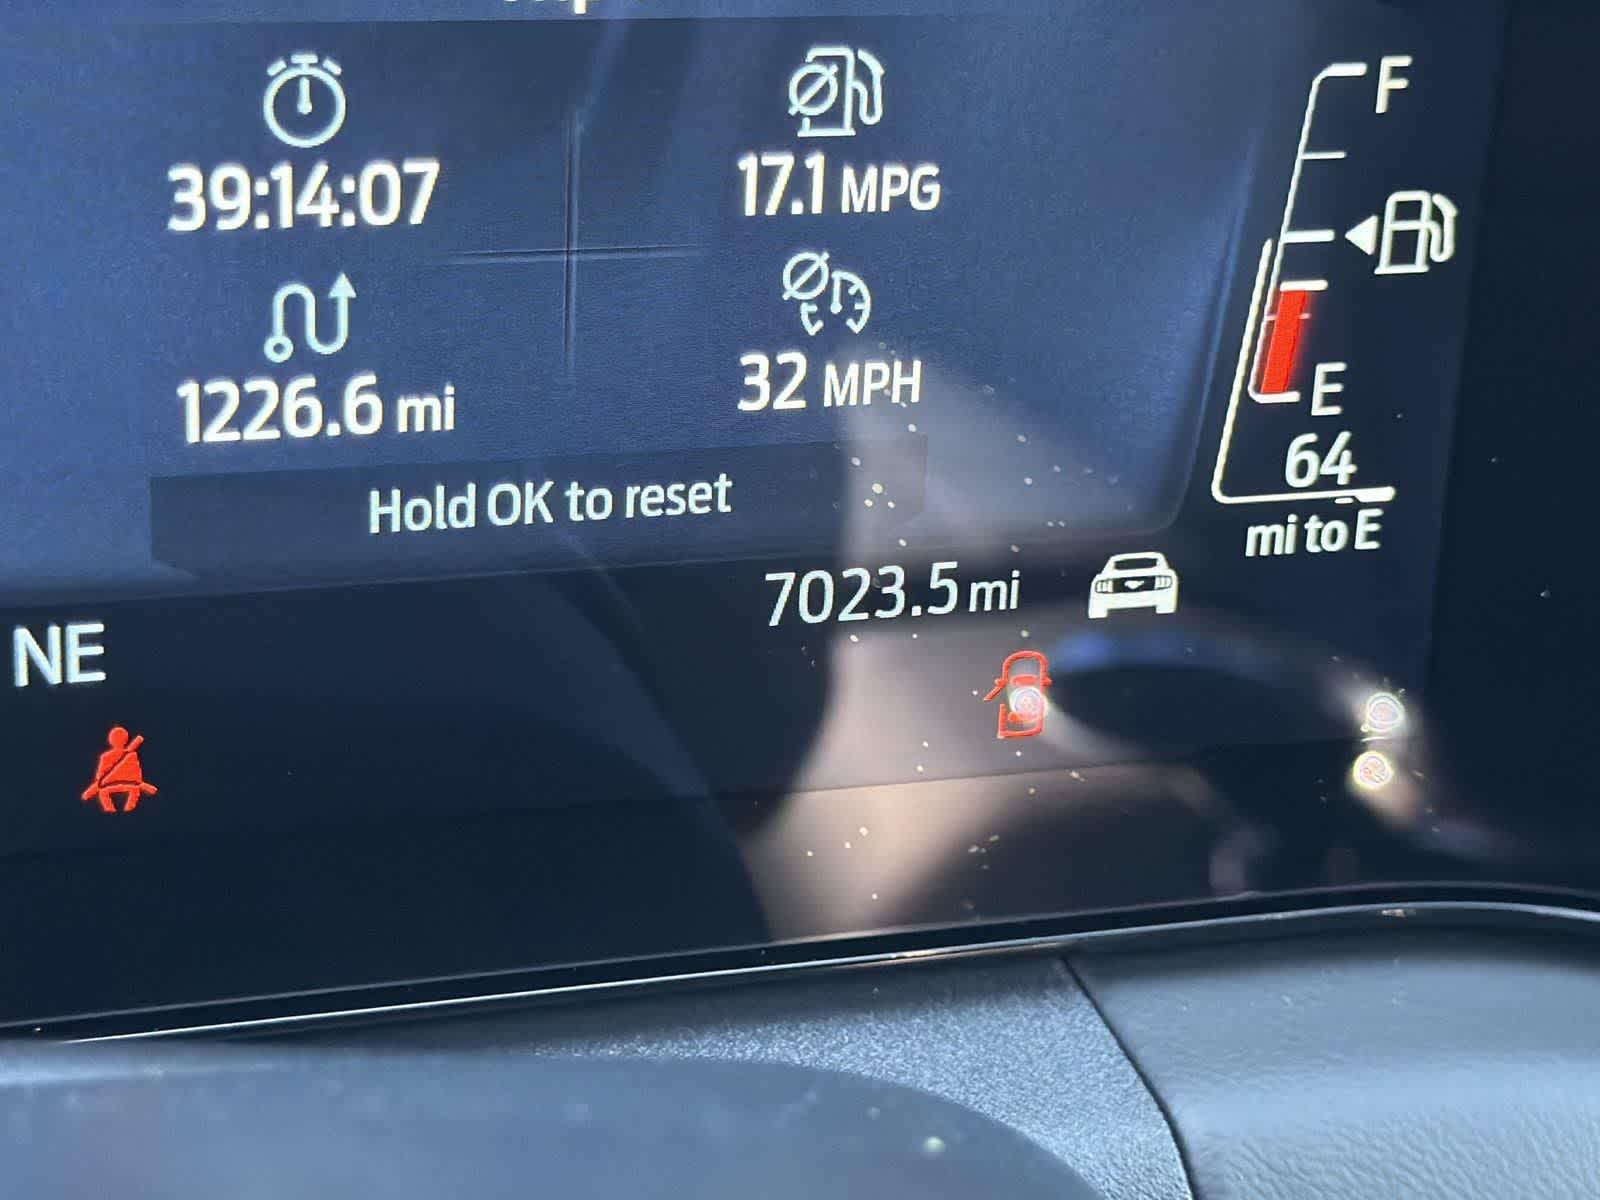 39:14:07
17.1 MPG
1226.6 mi
32 MPH
Hold OK to reset
F
E
64
mi to E
7023.5 mi
NE